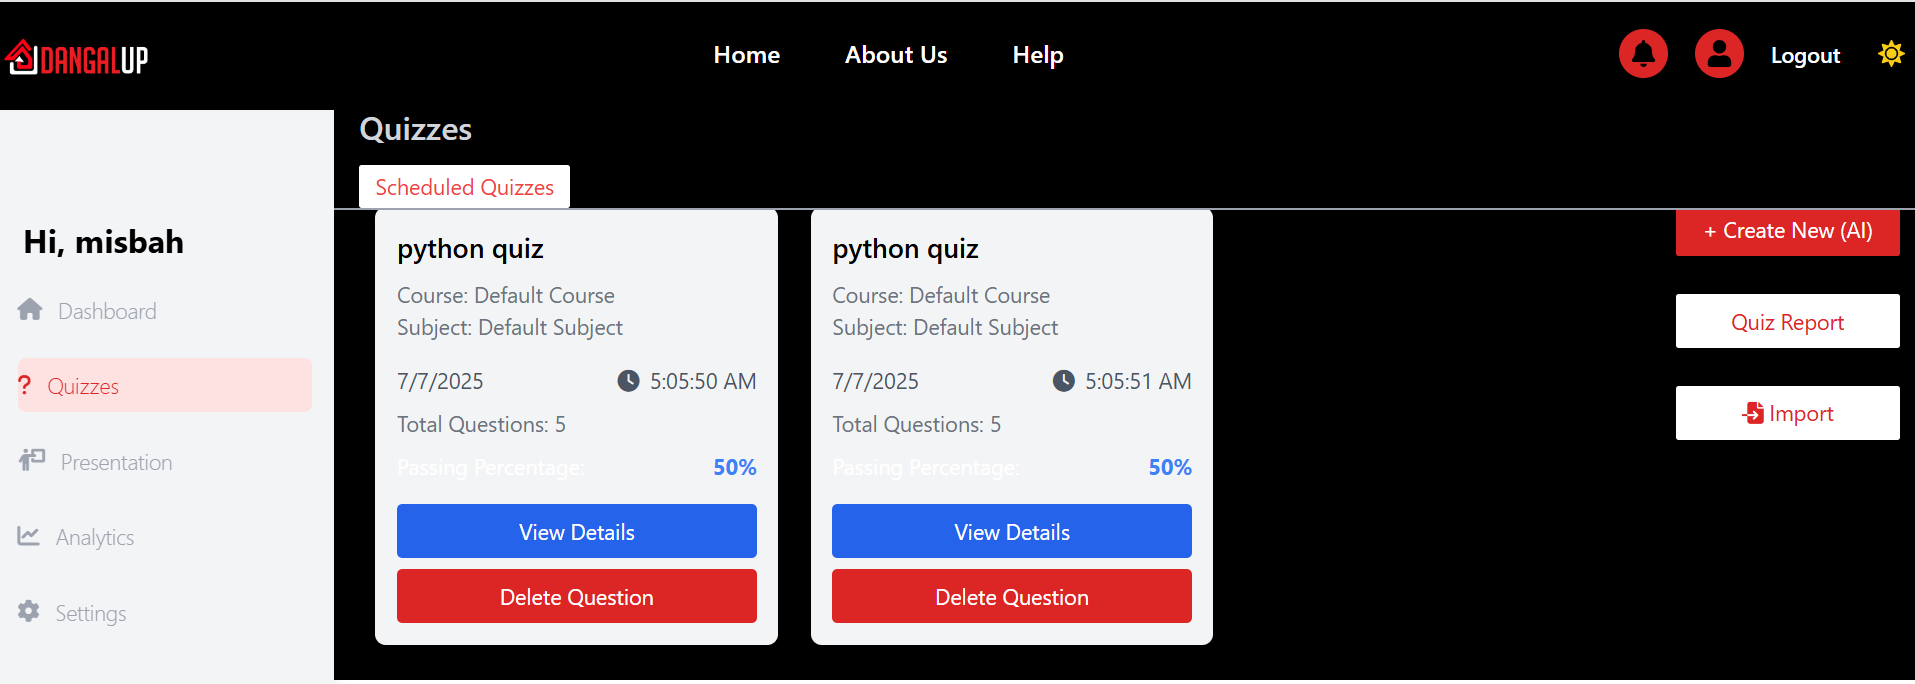 DANGALUP
Home About Us Help
Logout
Quizzes
Scheduled Quizzes
Hi, misbah
Dashboard
? Quizzes
Presentation
Analytics
Settings
python quiz
Course: Default Course
Subject: Default Subject
7/7/2025 5:05:50 AM
Total Questions: 5
Passing Percentage: 50%
View Details
Delete Question
python quiz
Course: Default Course
Subject: Default Subject
7/7/2025 5:05:51 AM
Total Questions: 5
Passing Percentage: 50%
View Details
Delete Question
+ Create New (AI)
Quiz Report
Import